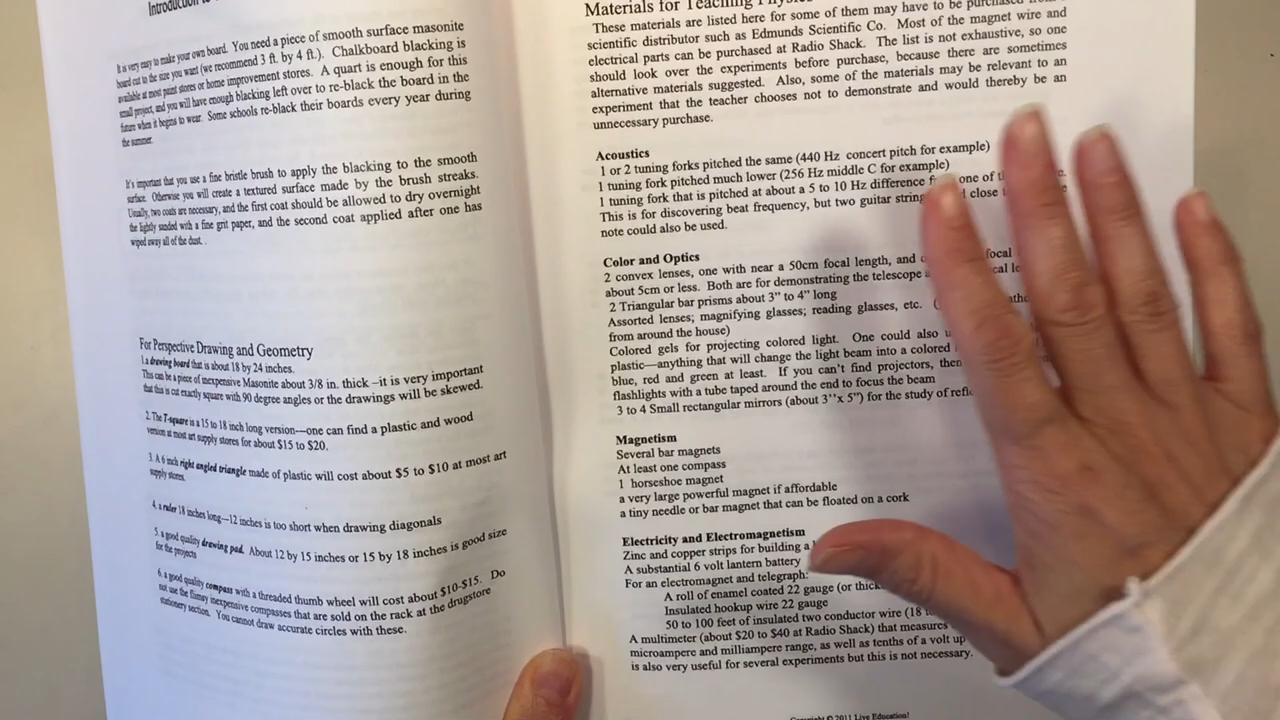 Introduction to
It is very easy to make your own board. You need a piece of smooth surface masonite
board cut to the size you want (we recommend 3 ft. by 4 ft.). Chalkboard blacking is
available at most paint stores or home improvement stores. A quart is enough for this
small project, and you will have enough blacking left over to re-black the board in the
future when it begins to wear. Some schools re-black their boards every year during
the summer.
It's important that you use a fine bristle brush to apply the blacking to the smooth
surface. Otherwise you will create a textured surface made by the brush streaks.
Usually, two coats are necessary, and the first coat should be allowed to dry overnight
the lightly sanded with a fine grit paper, and the second coat applied after one has
wiped away all of the dust. .
For Perspective Drawing and Geometry
1.a drawing board that is about 18 by 24 inches.
This can be a piece of inexpensive Masonite about 3/8 in. thick –it is very important
that this is cut exactly square with 90 degree angles or the drawings will be skewed.
2. The T-square is a 15 to 18 inch long version---one can find a plastic and wood
version at most art supply stores for about $15 to $20.
3. A 6 inch right angled triangle made of plastic will cost about $5 to $10 at most art
supply stores.
4. a ruler 18 inches long—12 inches is too short when drawing diagonals
5. a good quality drawing pad. About 12 by 15 inches or 15 by 18 inches is good size
for the projects
6. a good quality compass with a threaded thumb wheel will cost about $10-$15. Do
not use the flimsy inexpensive compasses that are sold on the rack at the drugstore
stationery section. You cannot draw accurate circles with these.
Materials for Teaching Physics
These materials are listed here for some of them may have to be purchased from
scientific distributor such as Edmunds Scientific Co. Most of the magnet wire and
electrical parts can be purchased at Radio Shack. The list is not exhaustive, so one
should look over the experiments before purchase, because there are sometimes
alternative materials suggested. Also, some of the materials may be relevant to an
experiment that the teacher chooses not to demonstrate and would thereby be an
unnecessary purchase.
Acoustics
1 or 2 tuning forks pitched the same (440 Hz concert pitch for example)
1 tuning fork pitched much lower (256 Hz middle C for example)
1 tuning fork that is pitched at about a 5 to 10 Hz difference one of
This is for discovering beat frequency, but two guitar string close
note could also be used.
Color and Optics
2 convex lenses, one with near a 50cm focal length, and focal
about 5cm or less. Both are for demonstrating the telescope
2 Triangular bar prisms about 3” to 4” long
Assorted lenses; magnifying glasses; reading glasses, etc.
from around the house)
Colored gels for projecting colored light. One could also
plastic—anything that will change the light beam into a colored
blue, red and green at least. If you can't find projectors, then
flashlights with a tube taped around the end to focus the beam
3 to 4 Small rectangular mirrors (about 3’’x 5”) for the study of
Magnetism
Several bar magnets
At least one compass
1 horseshoe magnet
a very large powerful magnet if affordable
a tiny needle or bar magnet that can be floated on a cork
Electricity and Electromagnetism
Zinc and copper strips for building a
A substantial 6 volt lantern battery
For an electromagnet and telegraph:
A roll of enamel coated 22 gauge (or
Insulated hookup wire 22 gauge
50 to 100 feet of insulated two conductor wire (18
A multimeter (about $20 to $40 at Radio Shack) that measures
microampere and milliampere range, as well as tenths of a volt up
is also very useful for several experiments but this is not necessary.
Copyright © 2011 Live Education!